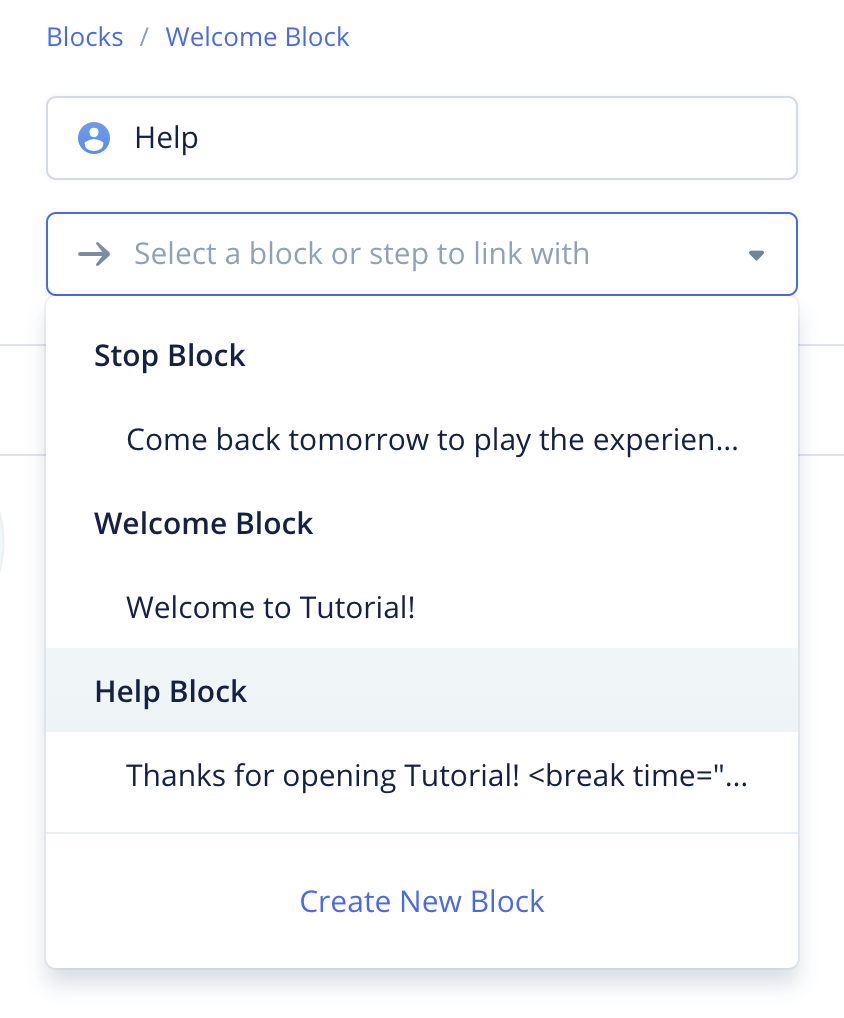 Blocks / Welcome Block
Help
Select a block or step to link with
Stop Block
Come back tomorrow to play the experien...
Welcome Block
Welcome to Tutorial!
Help Block
Thanks for opening Tutorial! <break time="...
Create New Block